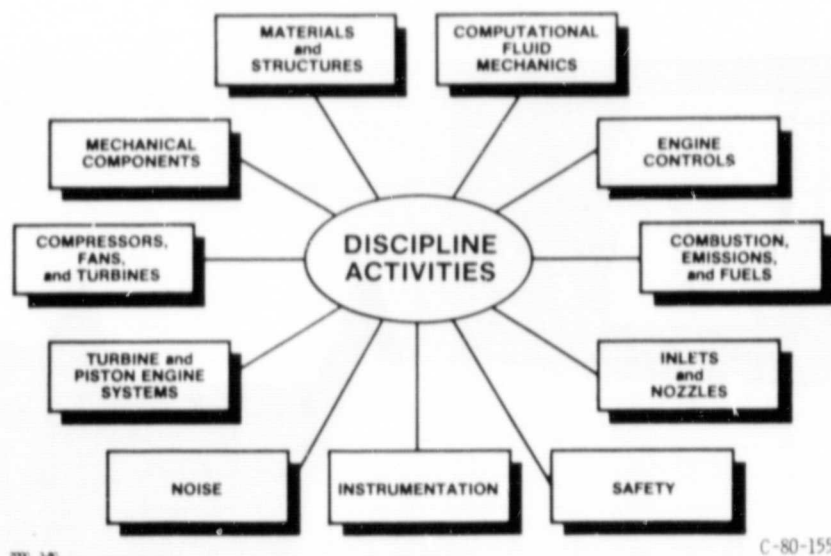 MATERIALS
and
STRUCTURES
COMPUTATIONAL
FLUID
MECHANICS
MECHANICAL
COMPONENTS
ENGINE
CONTROLS
DISCIPLINE
ACTIVITIES
COMPRESSORS,
FANS,
and TURBINES
COMBUSTION,
EMISSIONS,
and FUELS
TURBINE and
PISTON ENGINE
SYSTEMS
INLETS
and
NOZZLES
NOISE
INSTRUMENTATION
SAFETY
C-80-155